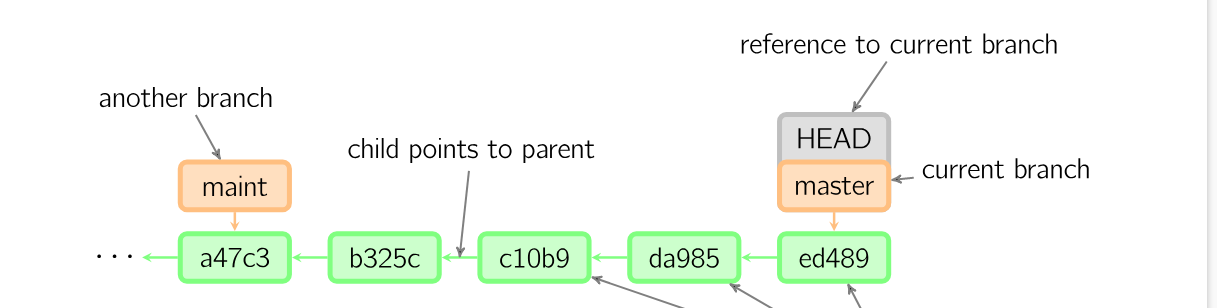 reference to current branch
another branch
HEAD
child points to parent
current branch
maint
master
... a47c3 b325c c10b9 da985 ed489